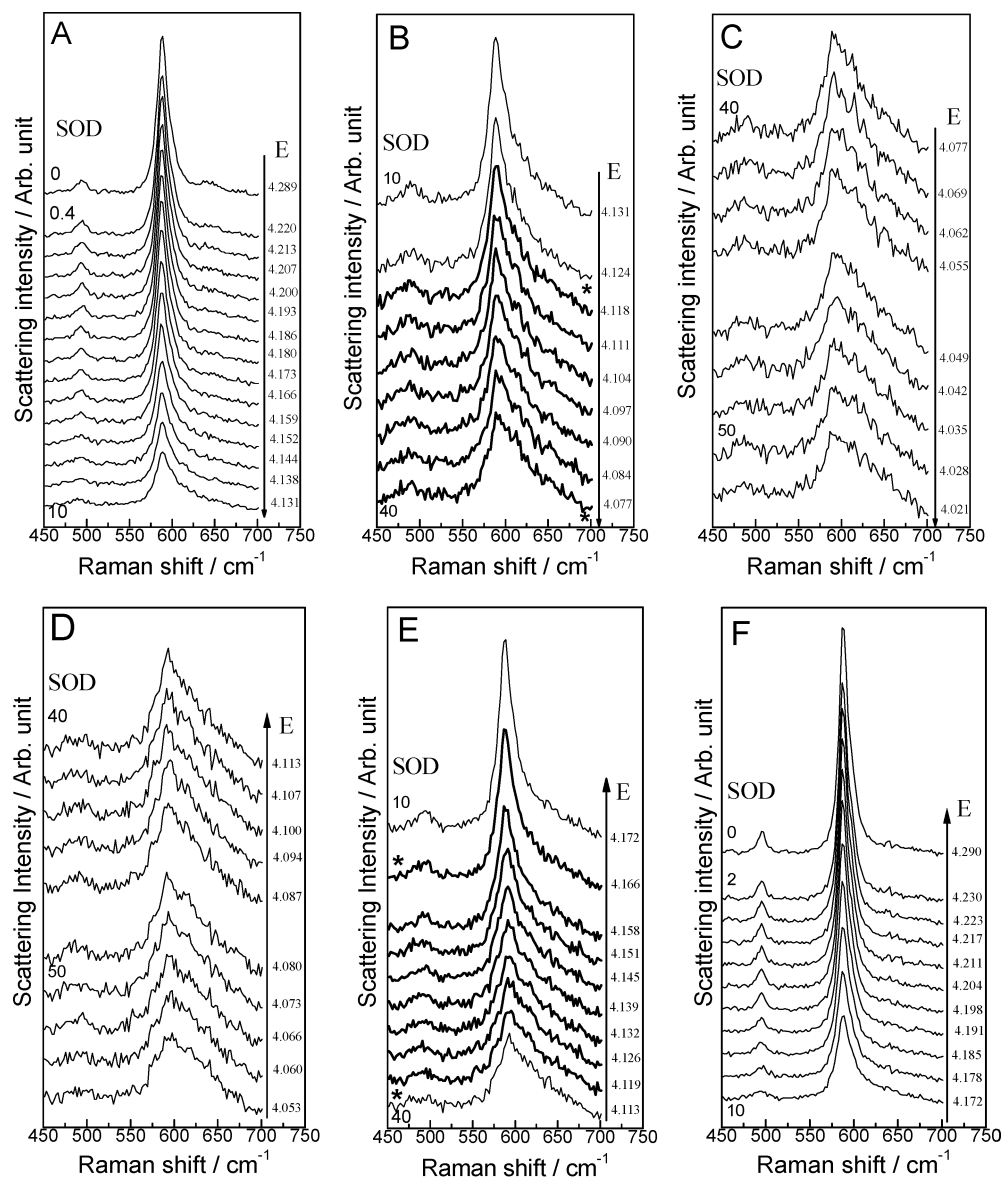 A
Scattering intensity / Arb. unit
SOD
E
0
4.289
0.4
4.220
4.213
4.207
4.200
4.193
4.186
4.180
4.173
4.166
4.159
4.152
4.144
4.138
10
4.131
450 500 550 600 650 700 750
Raman shift / cm-1
B
Scattering intensity / Arb. unit
SOD
E
10
4.131
4.124
*
4.118
4.111
4.104
4.097
4.090
4.084
40
4.077
*
450 500 550 600 650 700 750
Raman shift / cm-1
C
Scattering intensity / Arb. unit
SOD
E
40
4.077
4.069
4.062
4.055
4.049
4.042
4.035
50
4.028
4.021
450 500 550 600 650 700 750
Raman shift / cm-1
D
Scattering Intensity / Arb. unit
SOD
E
40
4.113
4.107
4.100
4.094
4.087
4.080
50
4.073
4.066
4.060
4.053
450 500 550 600 650 700 750
Raman shift / cm-1
E
Scattering Intensity / Arb. unit
SOD
E
10
4.172
*
4.166
4.158
4.151
4.145
4.139
4.132
4.126
4.119
*
40
4.113
450 500 550 600 650 700 750
Raman shift / cm-1
F
Scattering intensity / Arb. unit
SOD
E
0
4.290
2
4.230
4.223
4.217
4.211
4.204
4.198
4.191
4.185
4.178
4.172
10
450 500 550 600 650 700 750
Raman shift / cm-1